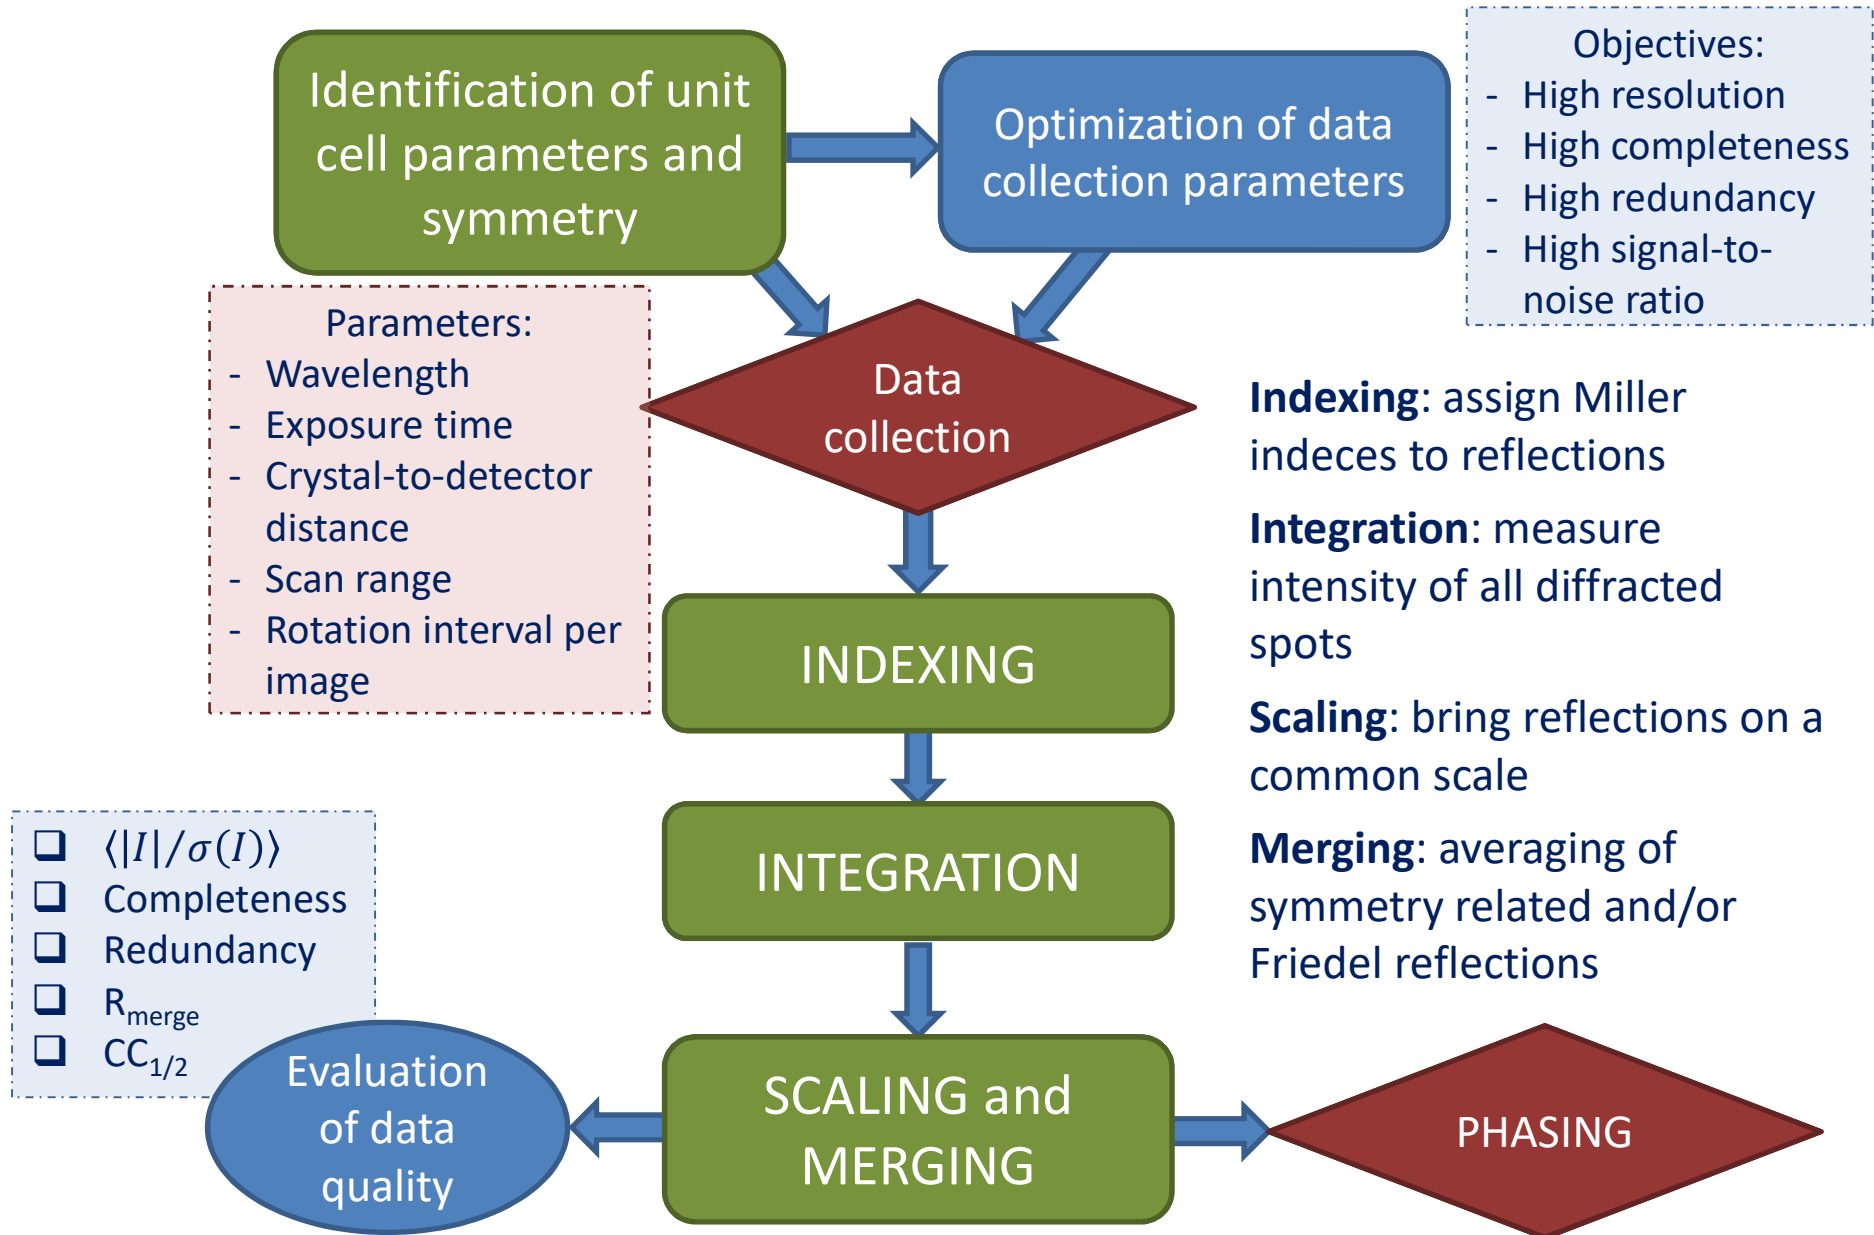 Identification of unit
cell parameters and
symmetry
Optimization of data
collection parameters
Objectives:
- High resolution
- High completeness
- High redundancy
- High signal-to-
noise ratio
Parameters:
- Wavelength
- Exposure time
- Crystal-to-detector
distance
- Scan range
- Rotation interval per
image
Data
collection
Indexing: assign Miller
indeces to reflections
Integration: measure
intensity of all diffracted
spots
Scaling: bring reflections on a
common scale
Merging: averaging of
symmetry related and/or
Friedel reflections
INDEXING
INTEGRATION
❑ ⟨|I|/σ(I)⟩
❑ Completeness
❑ Redundancy
❑ Rmerge
❑ CC1/2
Evaluation
of data
quality
SCALING and
MERGING
PHASING